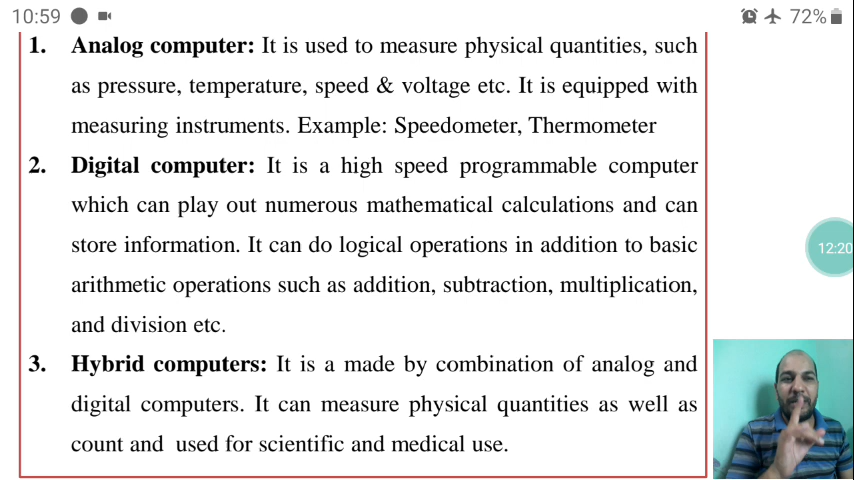 10:59
72%
1. Analog computer: It is used to measure physical quantities, such
as pressure, temperature, speed & voltage etc. It is equipped with
measuring instruments. Example: Speedometer, Thermometer
2. Digital computer: It is a high speed programmable computer
which can play out numerous mathematical calculations and can
store information. It can do logical operations in addition to basic
arithmetic operations such as addition, subtraction, multiplication,
and division etc.
3. Hybrid computers: It is a made by combination of analog and
digital computers. It can measure physical quantities as well as
count and  used for scientific and medical use.
12:20